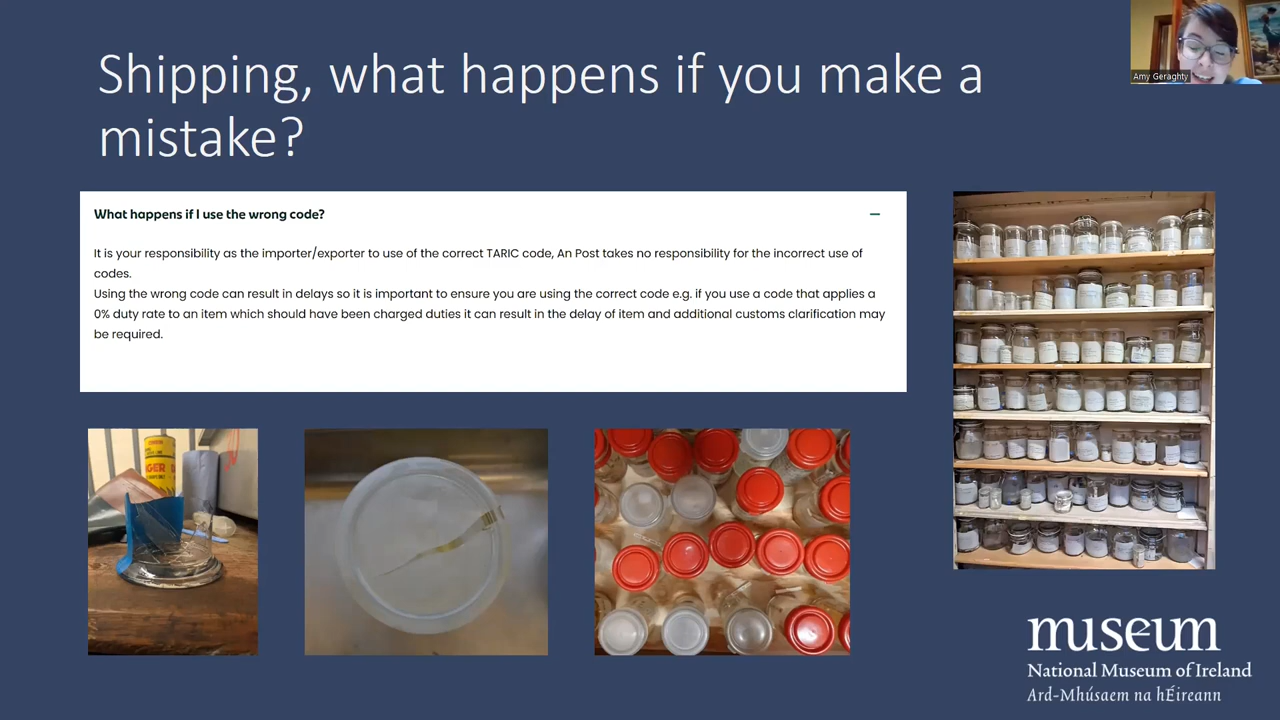 Shipping, what happens if you make a
mistake?
Amy Geraghty
What happens if I use the wrong code?
It is your responsibility as the importer/exporter to use of the correct TARIC code, An Post takes no responsibility for the incorrect use of
codes.
Using the wrong code can result in delays so it is important to ensure you are using the correct code e.g. if you use a code that applies a
0% duty rate to an item which should have been charged duties it can result in the delay of item and additional customs clarification may
be required.
museum
National Museum of Ireland
Ard-Mhúsaem na hÉireann